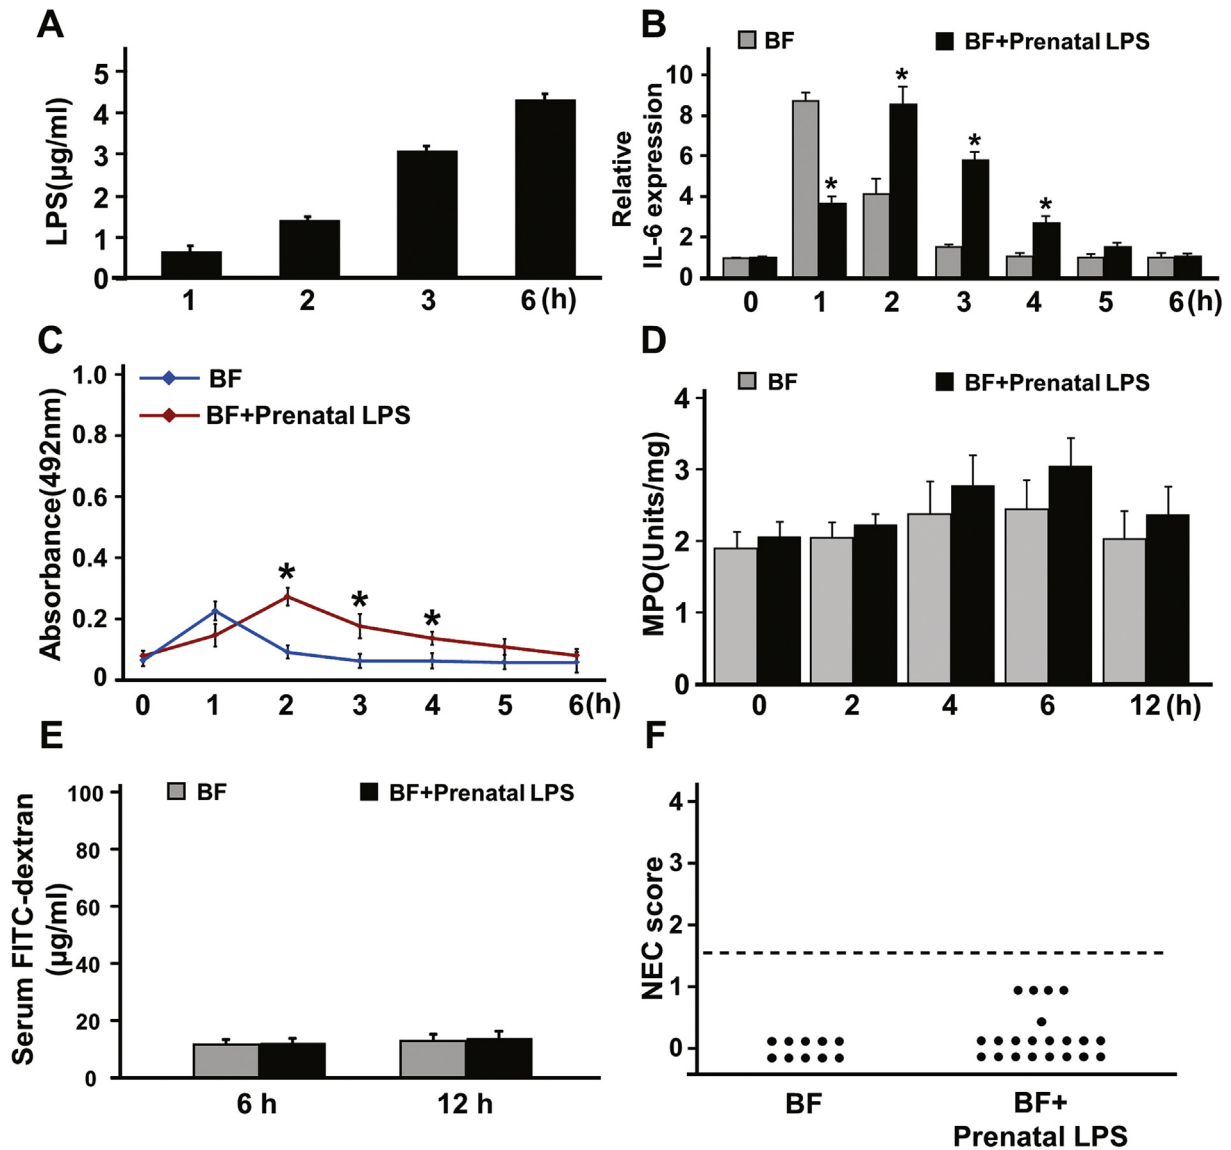 A
LPS(µg/ml)
5
4
3
2
1
0
1 2 3 6 (h)
B
BF BF+Prenatal LPS
Relative
IL-6 expression
10
8
6
4
2
0
* * * *
0 1 2 3 4 5 6(h)
C
BF
BF+Prenatal LPS
Absorbance(492nm)
1.0
0.8
0.6
0.4
0.2
0
* * *
0 1 2 3 4 5 6(h)
D
BF BF+Prenatal LPS
MPO(Units/mg)
4
3
2
1
0
0 2 4 6 12 (h)
E
BF BF+Prenatal LPS
Serum FITC-dextran
(µg/ml)
100
80
60
40
20
0
6 h 12 h
F
NEC score
4
3
2
1
0
BF BF+
Prenatal LPS